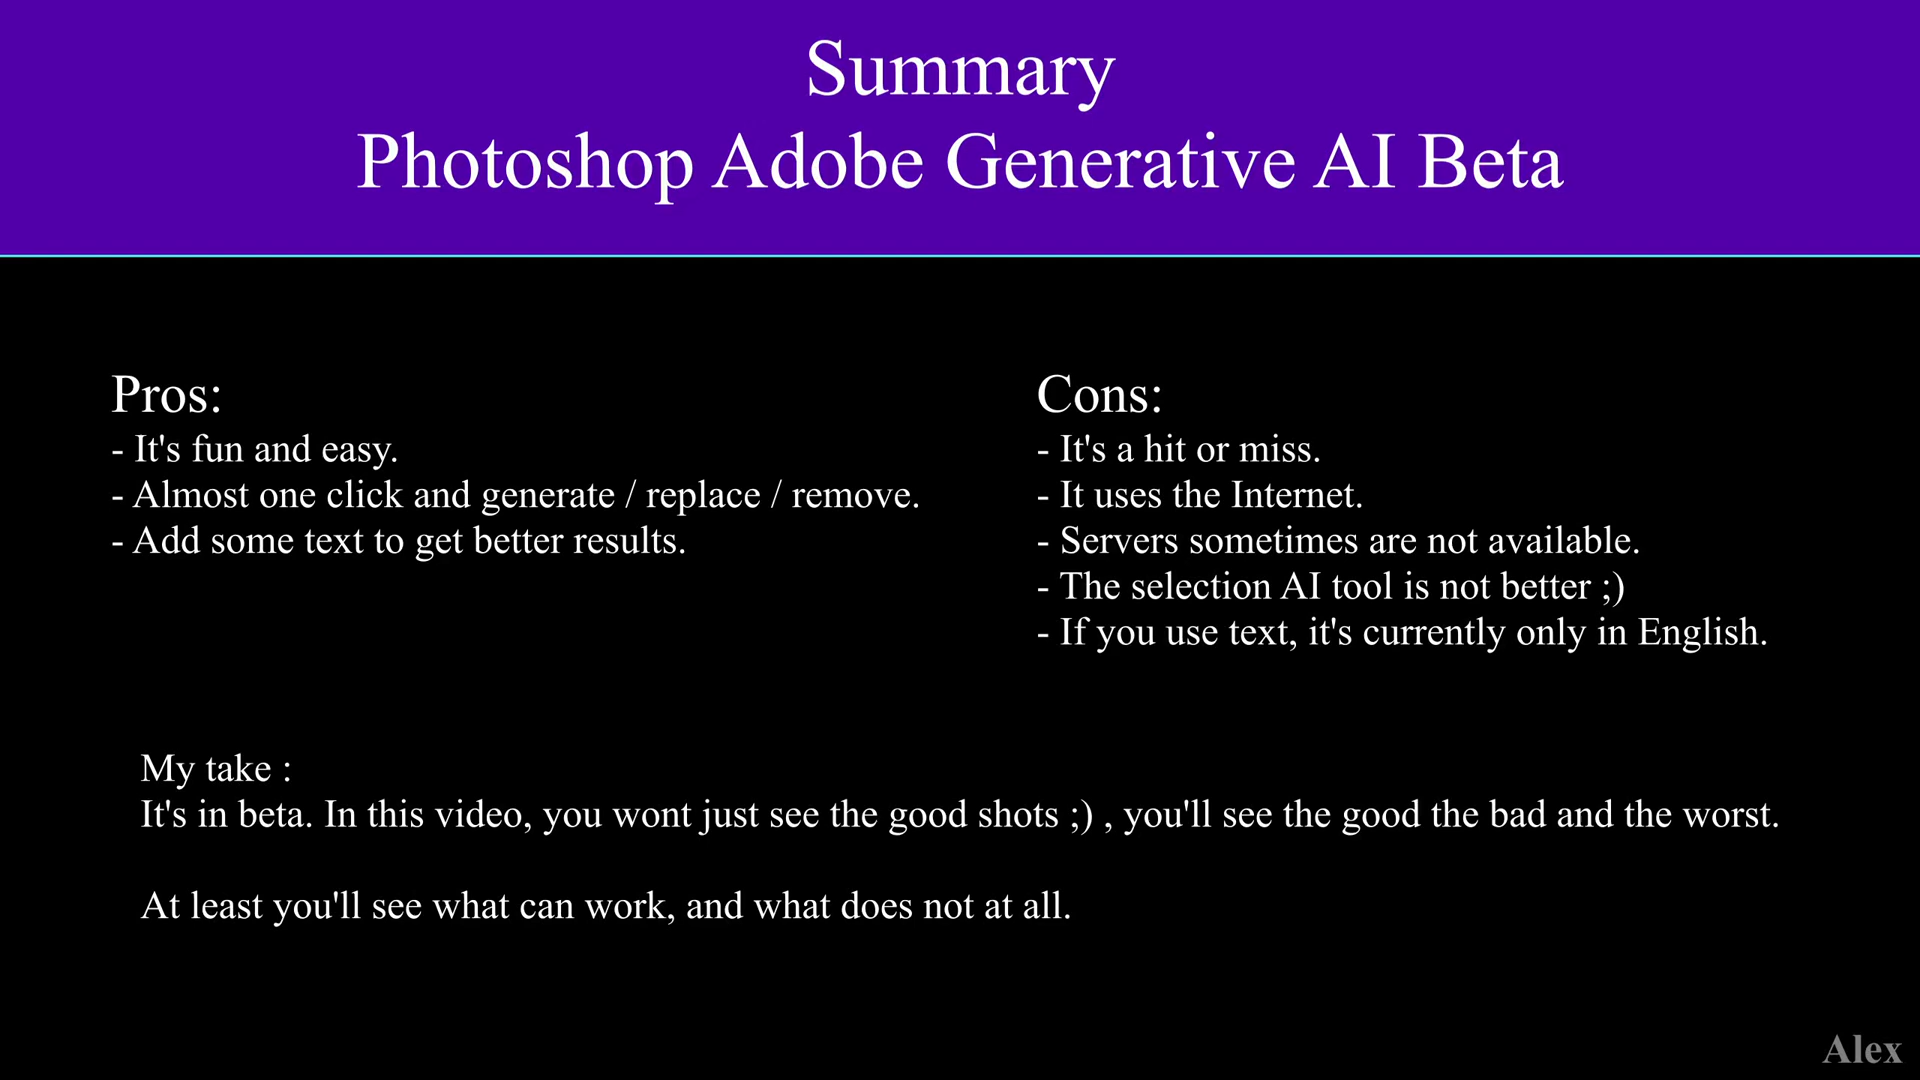 Summary
Photoshop Adobe Generative AI Beta
Pros:
- It's fun and easy.
- Almost one click and generate / replace / remove.
- Add some text to get better results.
Cons:
- It's a hit or miss.
- It uses the Internet.
- Servers sometimes are not available.
- The selection AI tool is not better ;)
- If you use text, it's currently only in English.
My take :
It's in beta. In this video, you wont just see the good shots ;) , you'll see the good the bad and the worst.
At least you'll see what can work, and what does not at all.
Alex